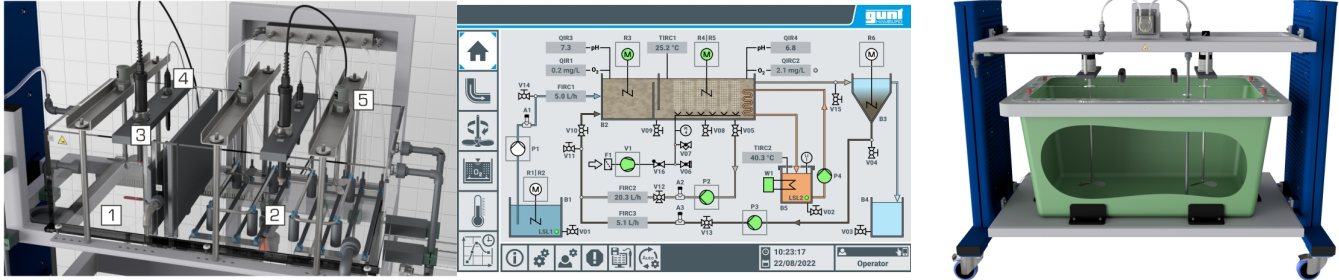 1
2
3
4
5
gunt
HAMBURG
QIR3
7.3
pH
R3
M
TIRC1
25.2 °C
R4|R5
M
QIR4
pH
6.8
R6
M
QIR1
0.2 mg/L
O₂
QIRC2
O₂
2.1 mg/L
V14
FIRC1
5.0 L/h
A1
V15
B2
B3
V10
V09
V08
V05
V11
P1
V07
V04
F1
V1
V16
V06
TIRC2
40.3 °C
P4
R1|R2
M
FIRC2
20.3 L/h
V12
A2
P2
W1
LSL2
B5
V02
B1
LSL1
V01
FIRC3
5.1 L/h
A3
V13
P3
B4
V03
O₂
Auto
10:23:17
22/08/2022
Operator